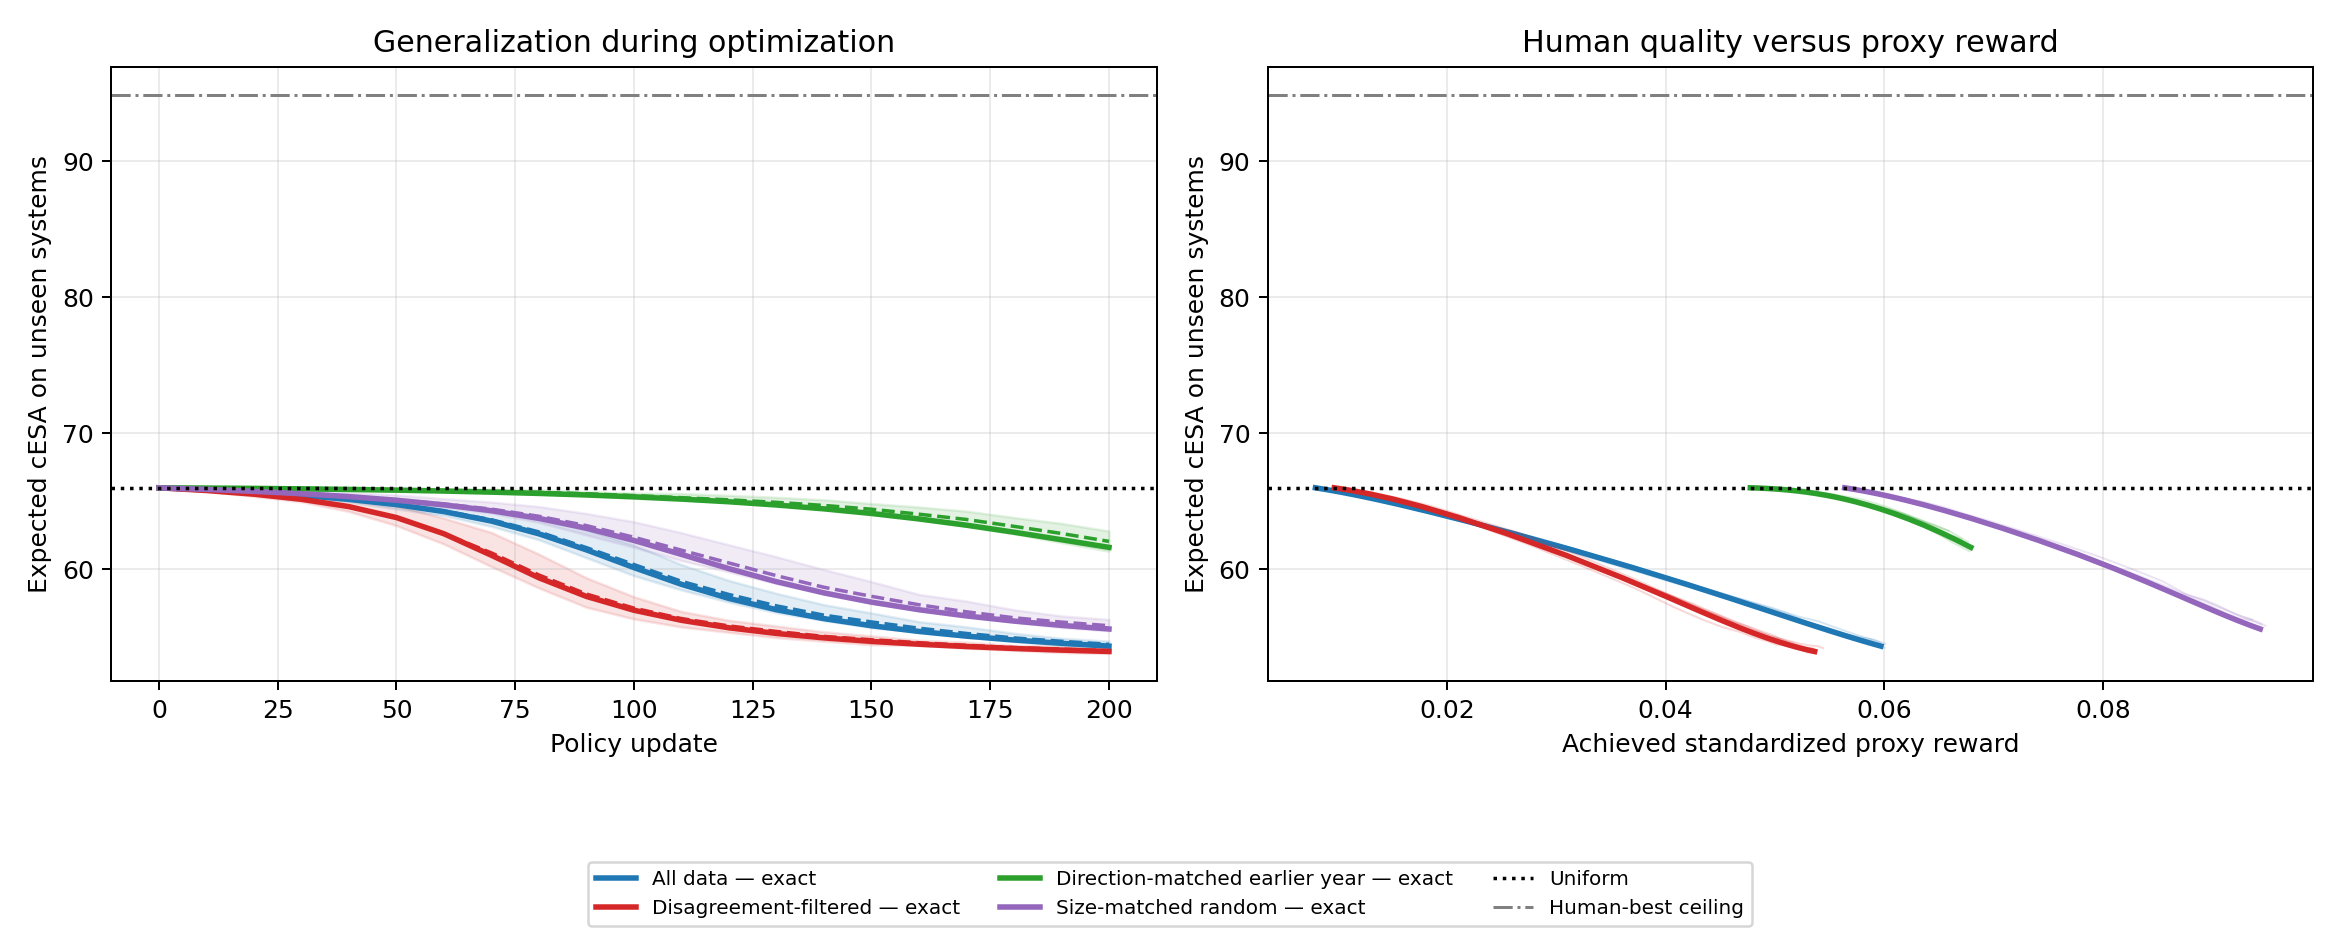 Generalization during optimization
Expected cESA on unseen systems
90
80
70
60
0 25 50 75 100 125 150 175 200
Policy update
Human quality versus proxy reward
Expected cESA on unseen systems
90
80
70
60
0.02 0.04 0.06 0.08
Achieved standardized proxy reward
All data — exact
Disagreement-filtered — exact
Direction-matched earlier year — exact
Size-matched random — exact
Uniform
Human-best ceiling